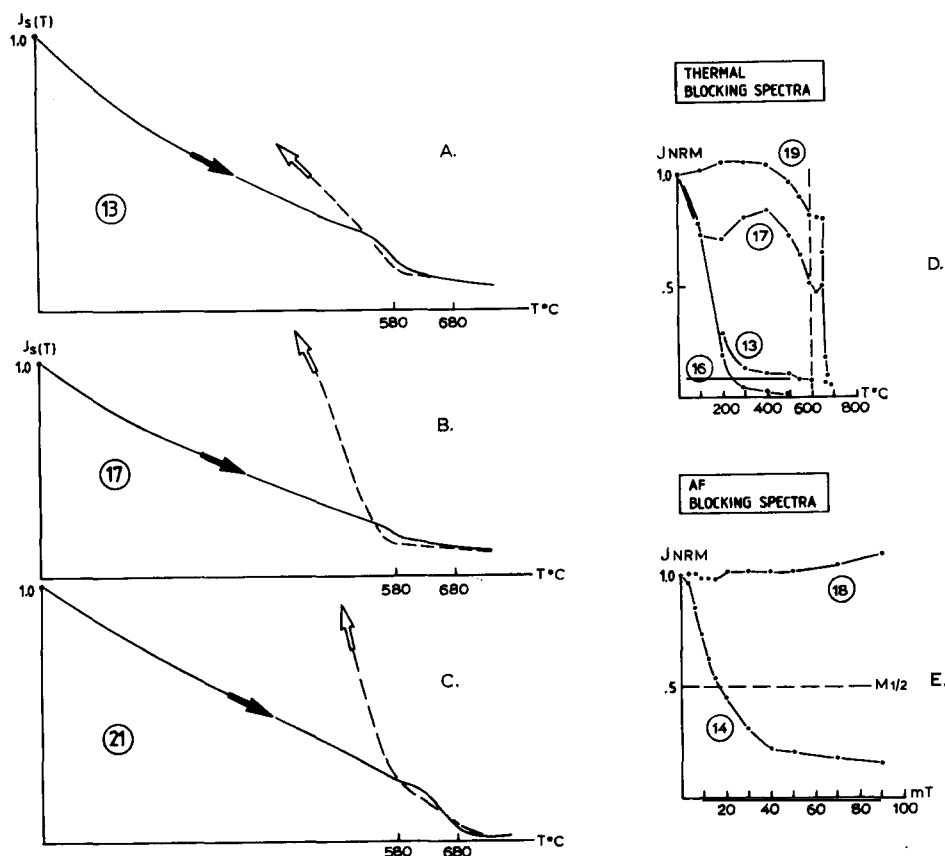 Js(T)
1.0
A.
13
T°C
580
680
Js(T)
1.0
B.
17
T°C
580
680
1.0
C.
21
T°C
580
680
THERMAL
BLOCKING SPECTRA
JNRM
1.0
19
17
D.
.5
13
16
T°C
200
400
600
800
AF
BLOCKING SPECTRA
JNRM
1.0
18
.5
M1/2
E.
14
mT
20
40
60
80
100